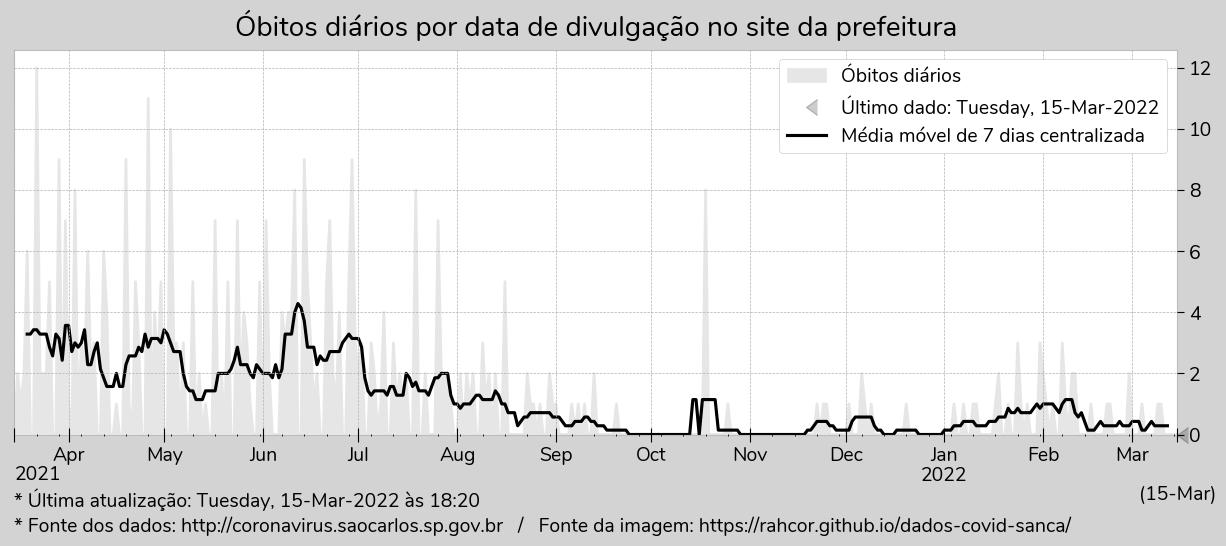 Óbitos diários por data de divulgação no site da prefeitura
Óbitos diários
Último dado: Tuesday, 15-Mar-2022
Média móvel de 7 dias centralizada
12
10
8
6
4
2
0
Apr May Jun Jul Aug Sep Oct Nov Dec Jan Feb Mar
2021 2022
(15-Mar)
* Última atualização: Tuesday, 15-Mar-2022 às 18:20
* Fonte dos dados: http://coronavirus.saocarlos.sp.gov.br / Fonte da imagem: https://rahcor.github.io/dados-covid-sanca/